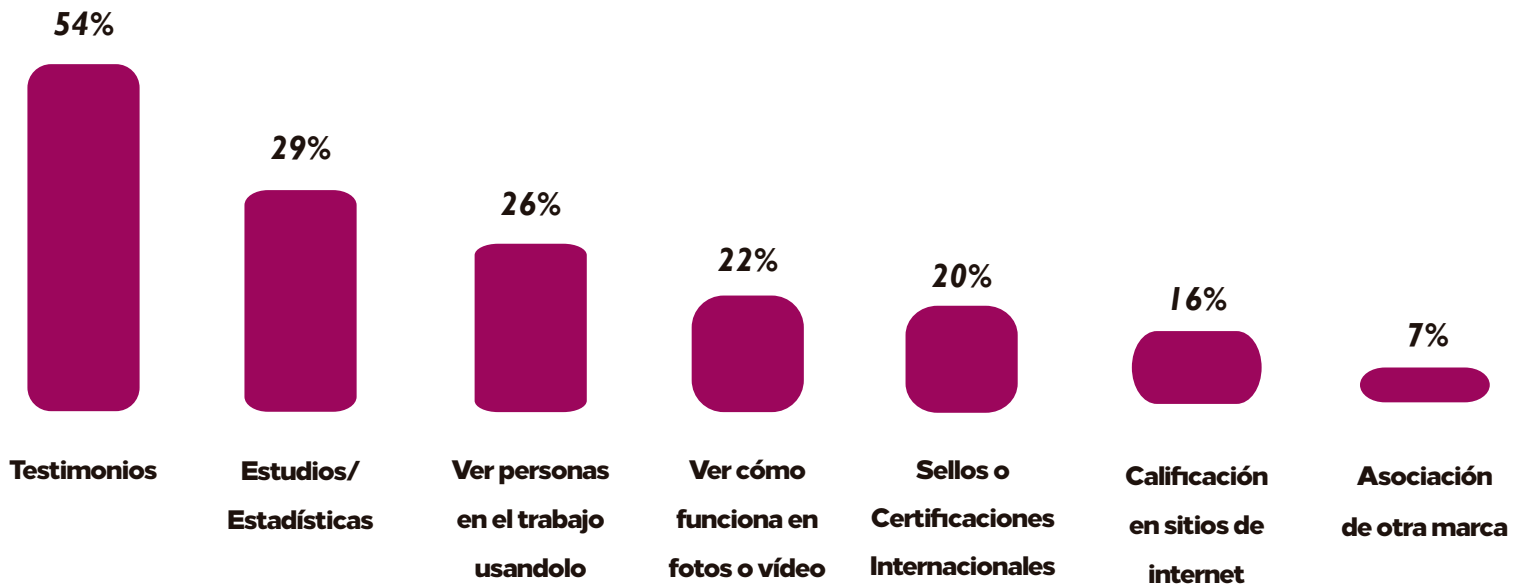 54%
29%
26%
22%
20%
16%
7%
Testimonios
Estudios/
Estadísticas
Ver personas
en el trabajo
usandolo
Ver cómo
funciona en
fotos o vídeo
Sellos o
Certificaciones
Internacionales
Calificación
en sitios de
internet
Asociación
de otra marca